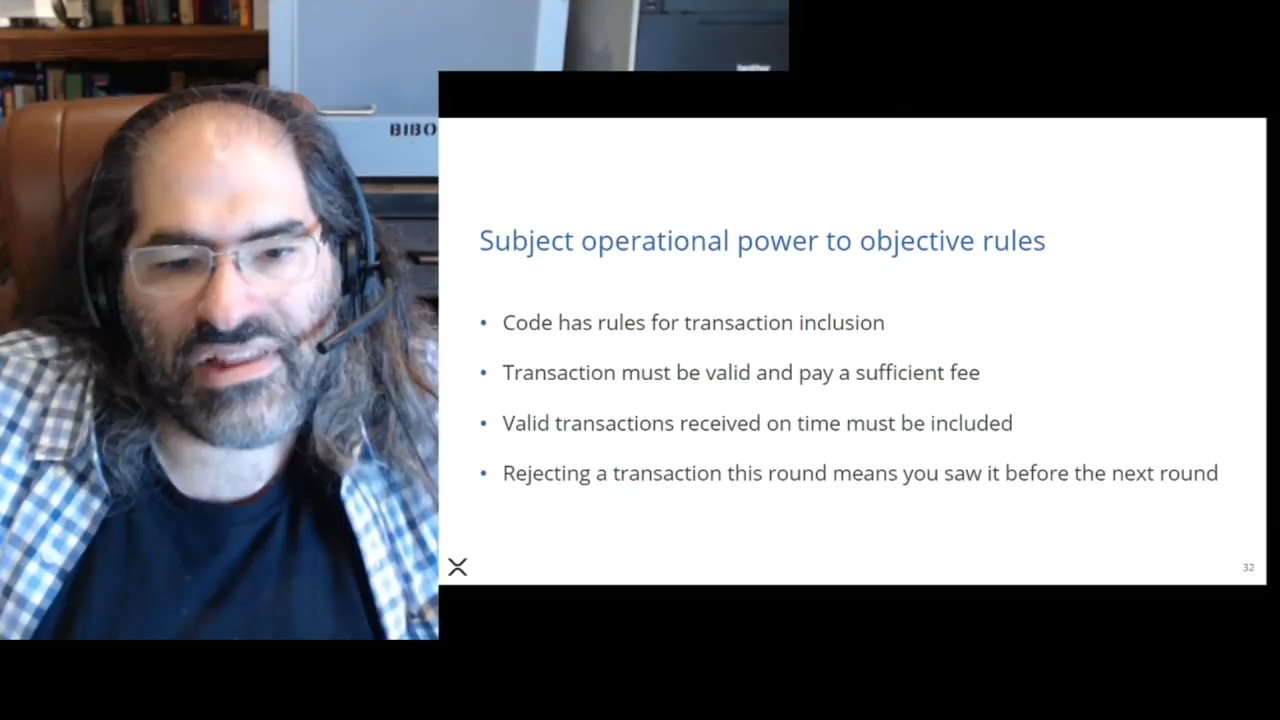 BIBO
Subject operational power to objective rules
• Code has rules for transaction inclusion
• Transaction must be valid and pay a sufficient fee
• Valid transactions received on time must be included
• Rejecting a transaction this round means you saw it before the next round
32